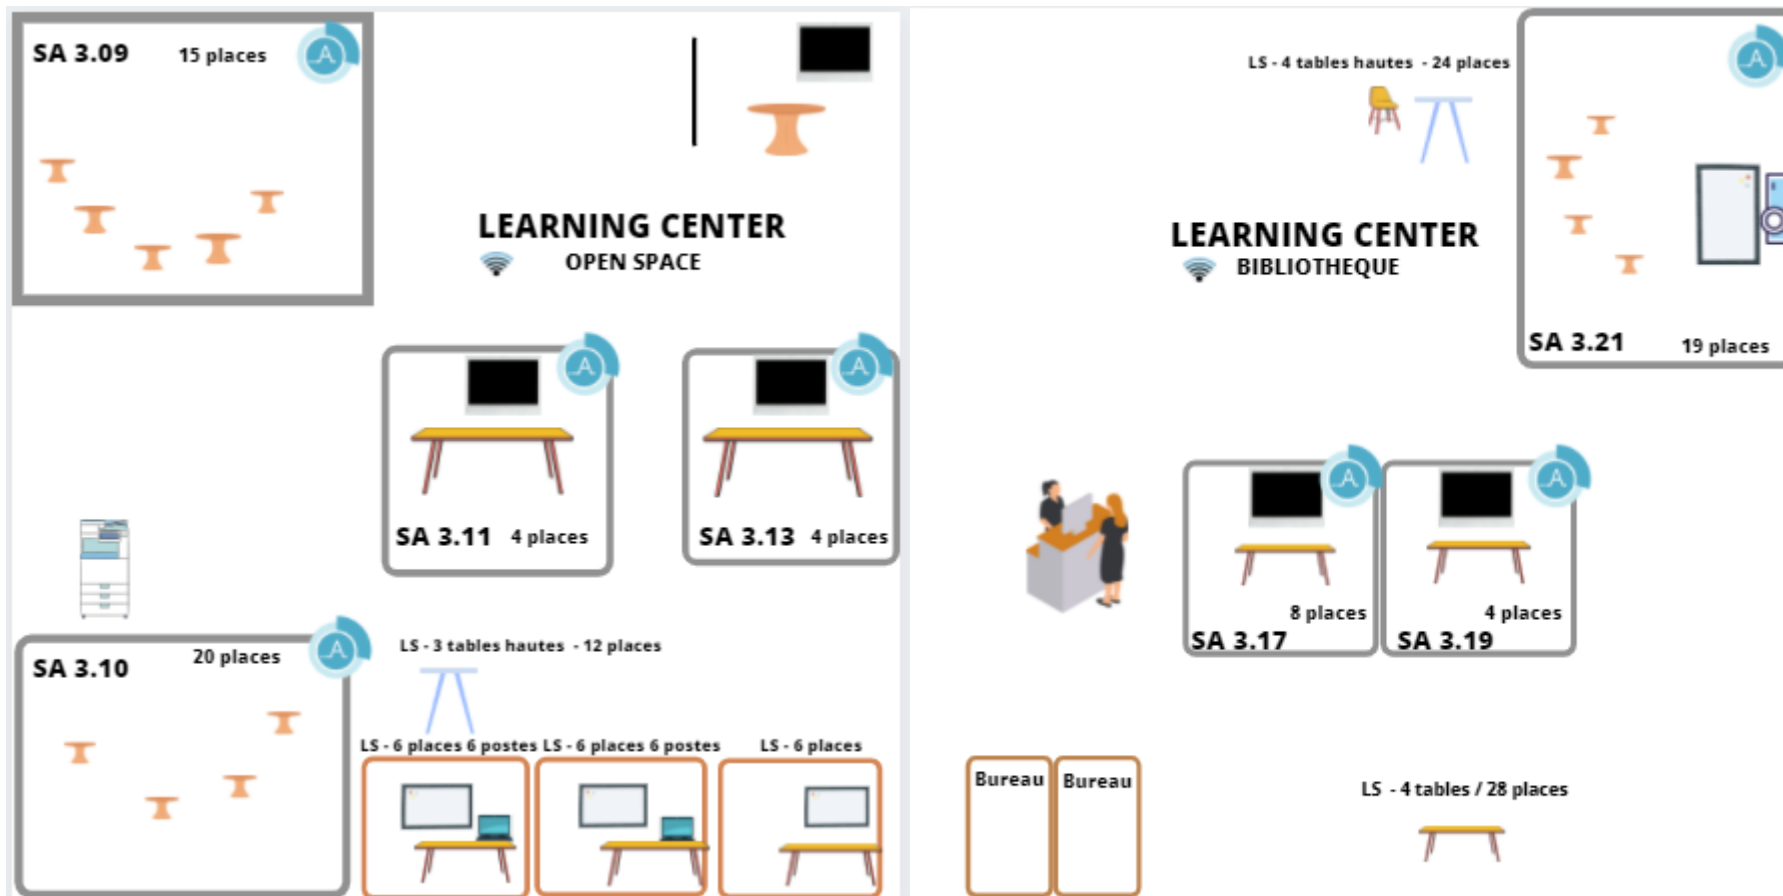 SA 3.09 15 places
LEARNING CENTER
OPEN SPACE
SA 3.11 4 places
SA 3.13 4 places
SA 3.10 20 places
LS - 3 tables hautes - 12 places
LS - 6 places 6 postes
LS - 6 places 6 postes
LS - 6 places
LS - 4 tables hautes - 24 places
LEARNING CENTER
BIBLIOTHEQUE
SA 3.21 19 places
8 places
SA 3.17
4 places
SA 3.19
Bureau
Bureau
LS - 4 tables / 28 places